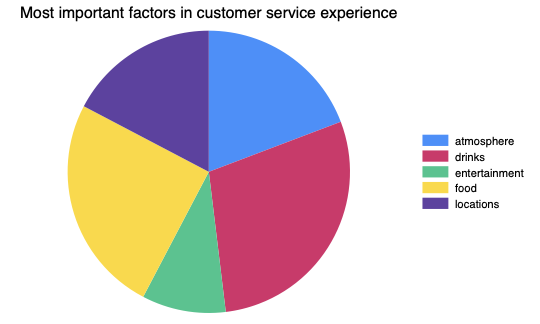 Most important factors in customer service experience
atmosphere
drinks
entertainment
food
locations